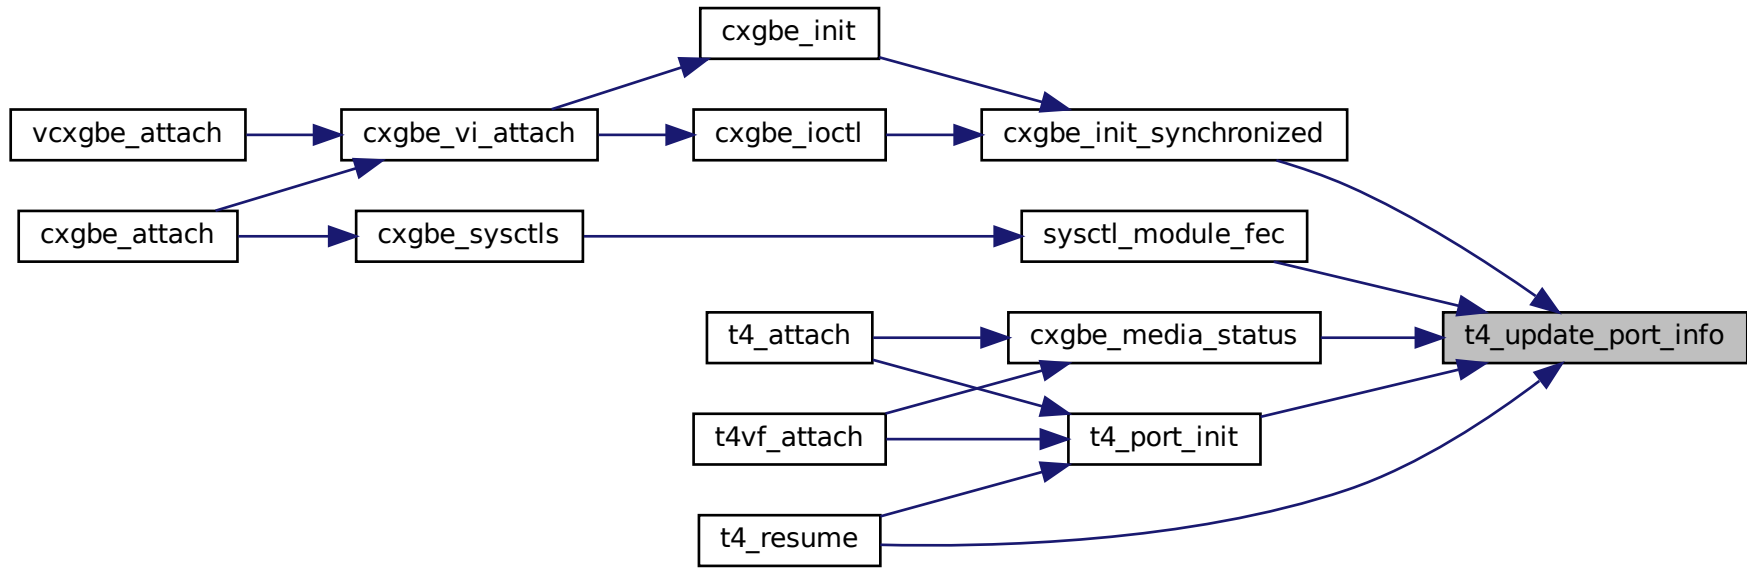 cxgbe_init
vcxgbe_attach
cxgbe_vi_attach
cxgbe_ioctl
cxgbe_init_synchronized
cxgbe_attach
cxgbe_sysctls
sysctl_module_fec
t4_attach
cxgbe_media_status
t4_update_port_info
t4vf_attach
t4_port_init
t4_resume